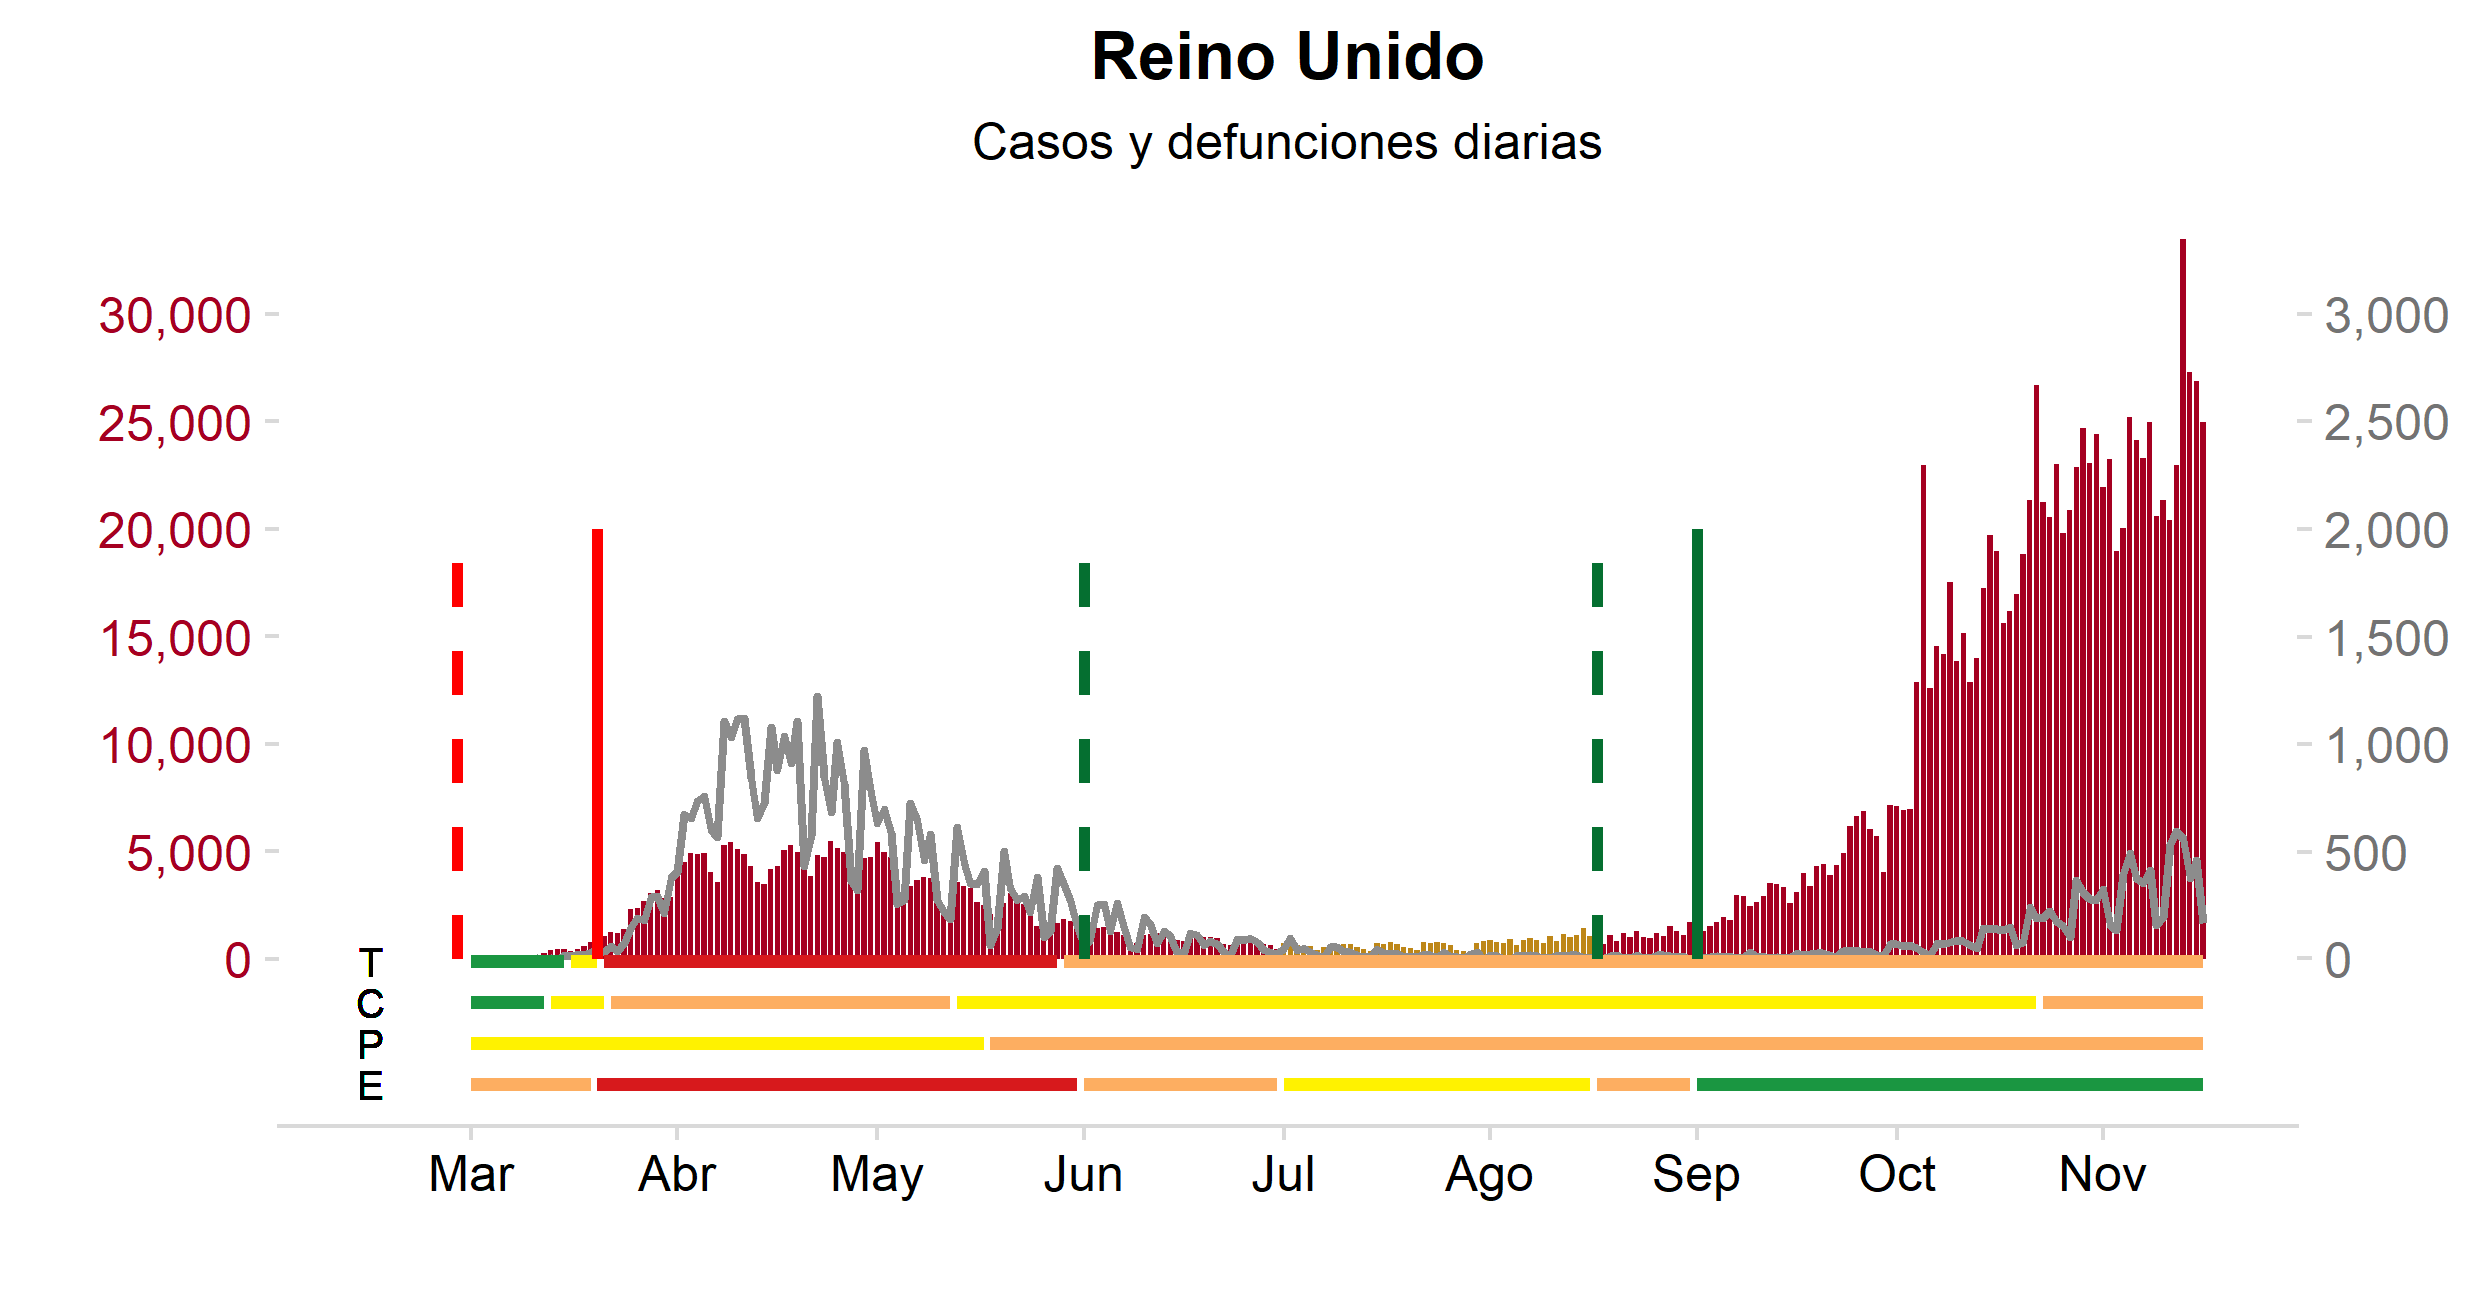 Reino Unido
Casos y defunciones diarias
30,000
25,000
20,000
15,000
10,000
5,000
0
3,000
2,500
2,000
1,500
1,000
500
0
T
C
P
E
Mar Abr May Jun Jul Ago Sep Oct Nov